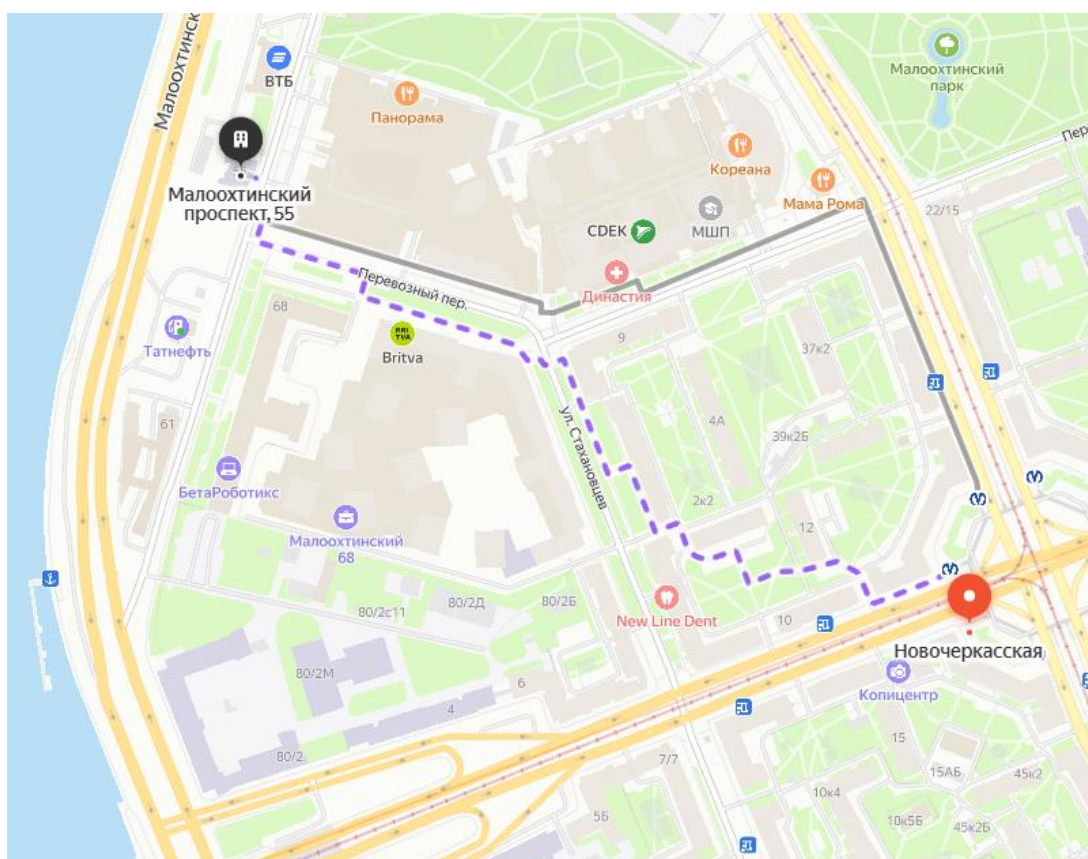 Малоохтинск
ВТБ
Панорама
Малоохтинский
парк
Пер
Кореана
Малоохтинский
проспект, 55
Мама Рома
22/15
CDEK
МШП
Династия
Перевозный пер.
68
Татнефть
Britva
9
37к2
61
ул. Стахановцев
4А
39к2Б
БетаРоботикс
2к2
Малоохтинский
68
12
80/2с11
80/2Д
80/2Б
New Line Dent
10
Новочеркасская
80/2М
6
Копицентр
4
15
80/2
7/7
15АБ
45к2
10к4
5Б
10к5Б
45к2Б